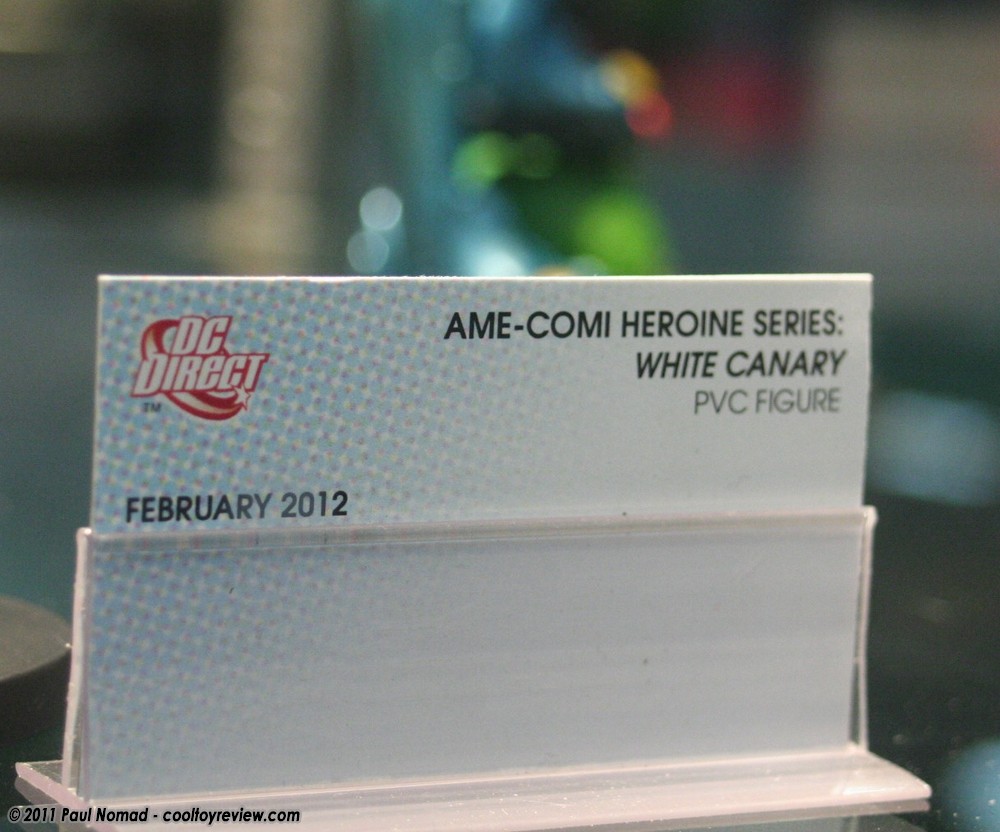 DC
DIRECT
TM
AME-COMI HEROINE SERIES:
WHITE CANARY
PVC FIGURE
FEBRUARY 2012
© 2011 Paul Nomad - cooltoyreview.com